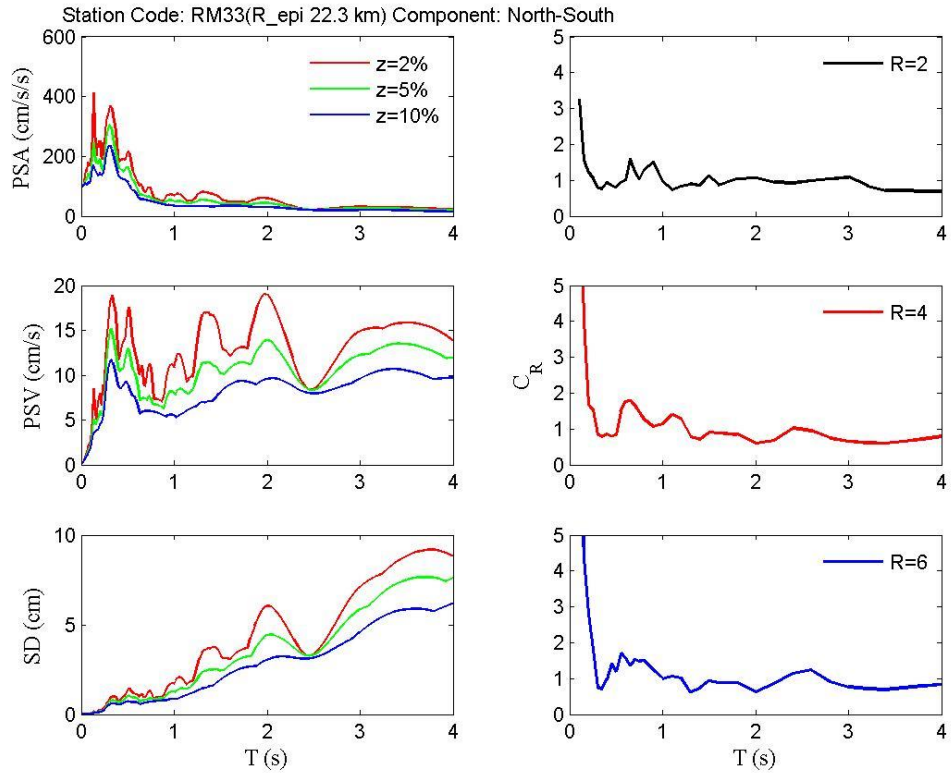 Station Code: RM33(R_epi 22.3 km) Component: North-South
600
400
200
0
PSA (cm/s/s)
z=2%
z=5%
z=10%
0 1 2 3 4
5
4
3
2
1
0
R=2
0 1 2 3 4
20
15
10
5
0
PSV (cm/s)
0 1 2 3 4
5
4
3
2
1
0
C_R
R=4
0 1 2 3 4
10
5
0
SD (cm)
0 1 2 3 4
T (s)
5
4
3
2
1
0
R=6
0 1 2 3 4
T (s)